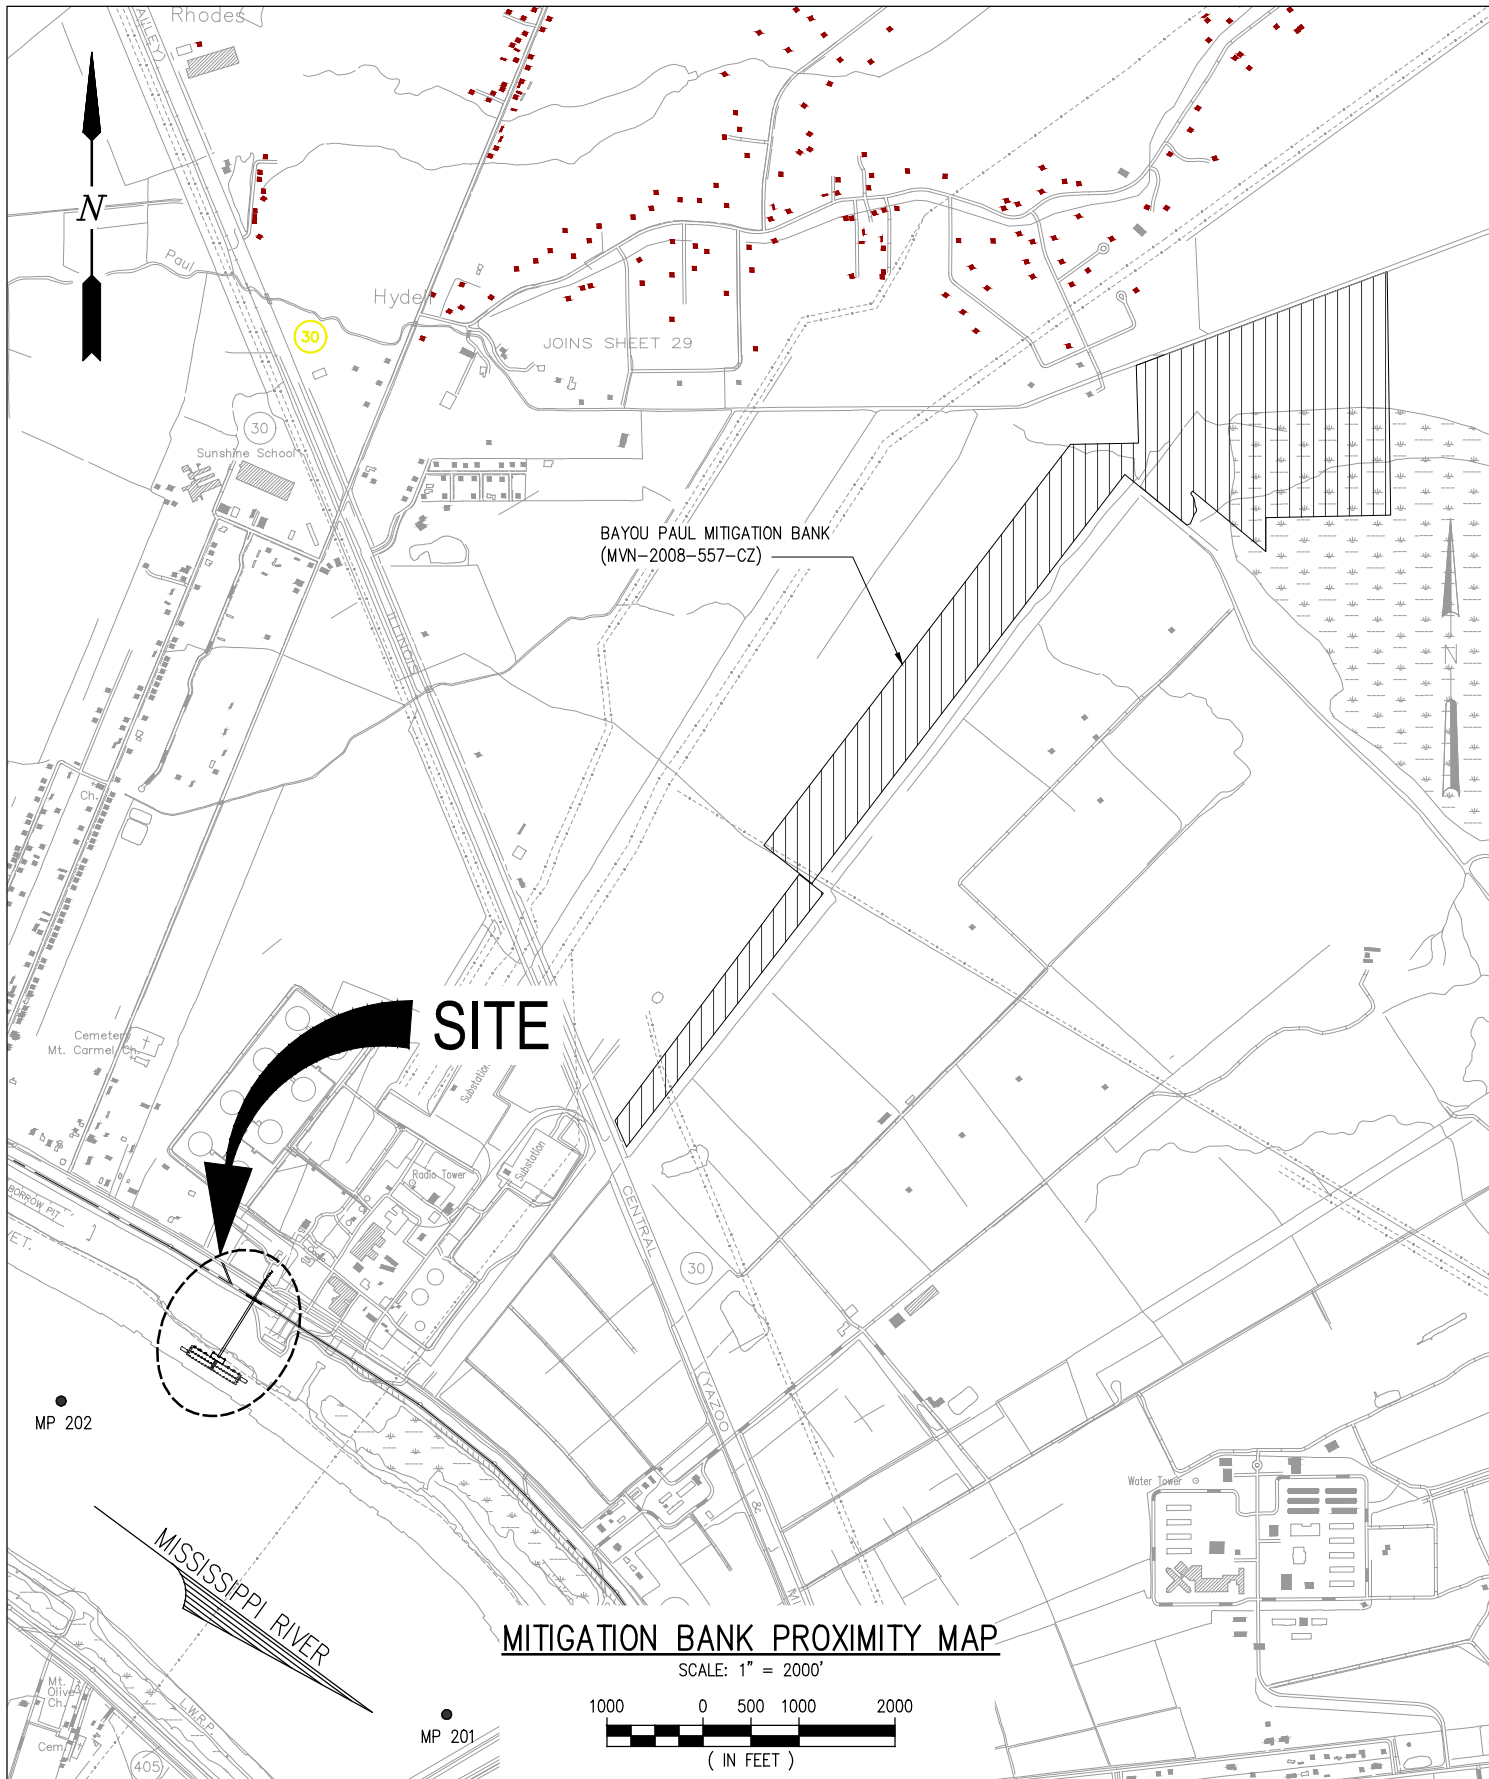 Rhodes
N
Paul
Hydell
30
JOINS SHEET 29
30
Sunshine School
BAYOU PAUL MITIGATION BANK
(MVN-2008-557-CZ)
ILLINOIS
N
Ch.
SITE
Cemetery
Mt. Carmel Ch.
Substation
Radio Tower
Substation
BORROW PIT
CENTRAL
30
(YAZOO
&
MP 202
Water Tower
MISSISSIPPI RIVER
MITIGATION BANK PROXIMITY MAP
SCALE: 1" = 2000'
1000 0 500 1000 2000
( IN FEET )
Mt.
Olive
Ch.
L.W.R.P.
MP 201
Cem.
405